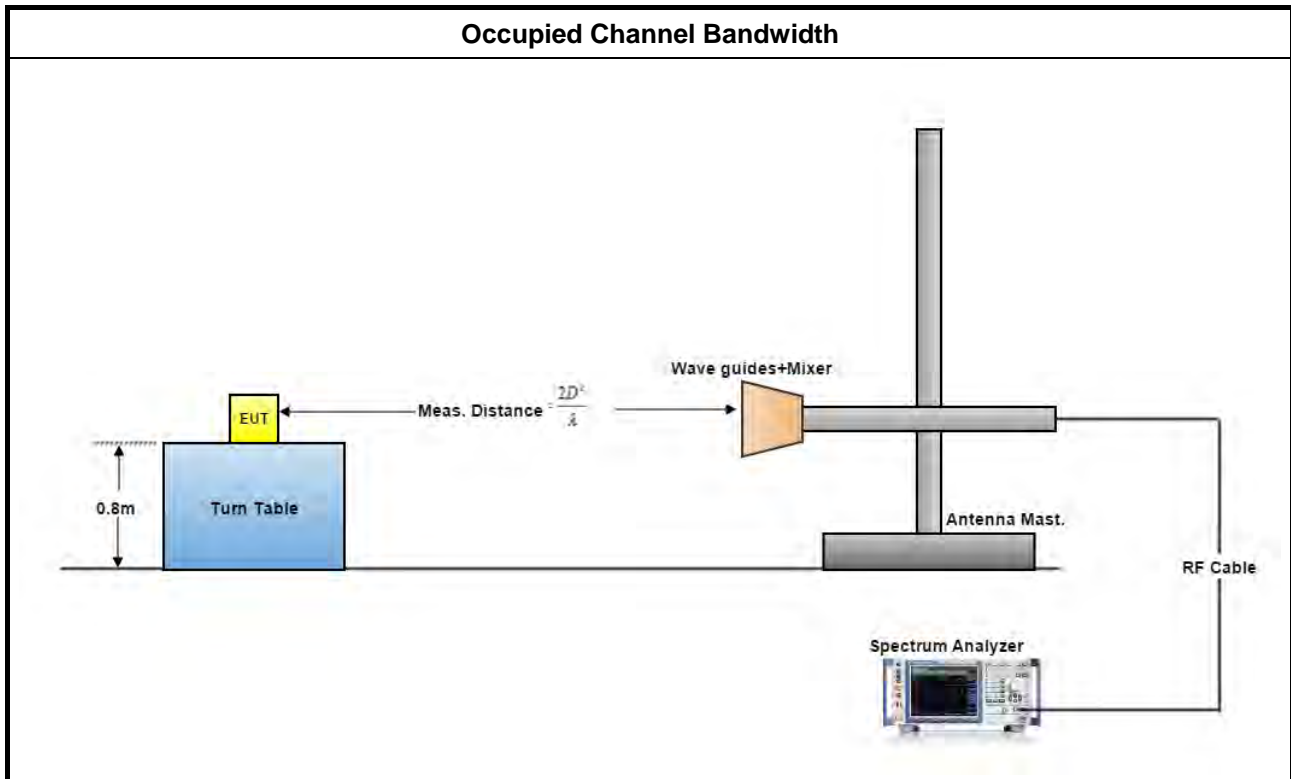 Occupied Channel Bandwidth
Wave guides+Mixer
EUT
Meas. Distance = 2D²/λ
0.8m
Turn Table
Antenna Mast.
RF Cable
Spectrum Analyzer